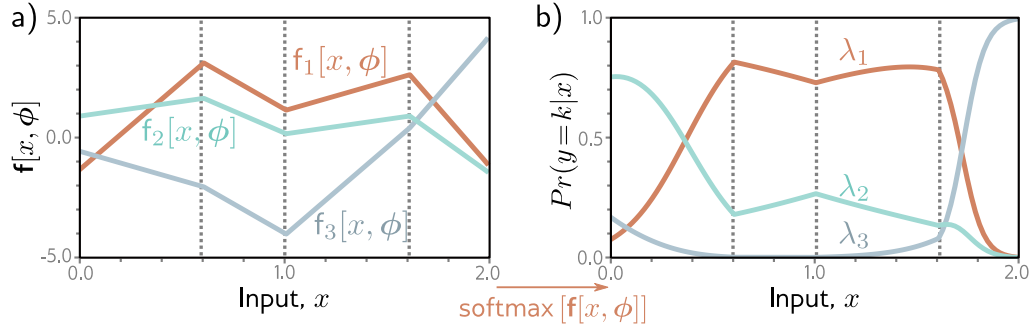 a)
5.0
0.0
-5.0
f[x, ϕ]
f₁[x, ϕ]
f₂[x, ϕ]
f₃[x, ϕ]
0.0 1.0 2.0
Input, x
softmax [f[x, ϕ]]
b)
1.0
0.5
0.0
Pr(y = k|x)
λ₁
λ₂
λ₃
0.0 1.0 2.0
Input, x